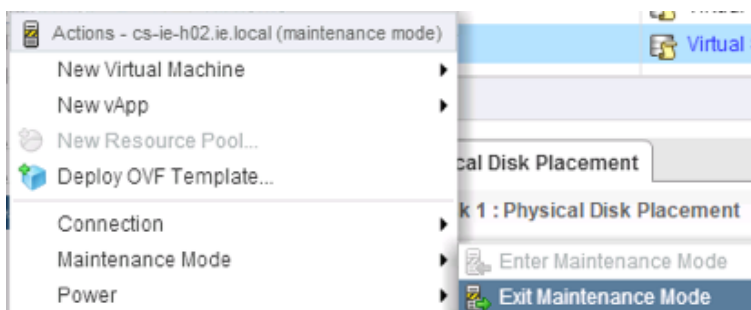 Actions - cs-ie-h02.ie.local (maintenance mode)
New Virtual Machine
New vApp
New Resource Pool...
Deploy OVF Template...
Connection
Maintenance Mode
Power
Virtual
cal Disk Placement
k 1 : Physical Disk Placement
Enter Maintenance Mode
Exit Maintenance Mode